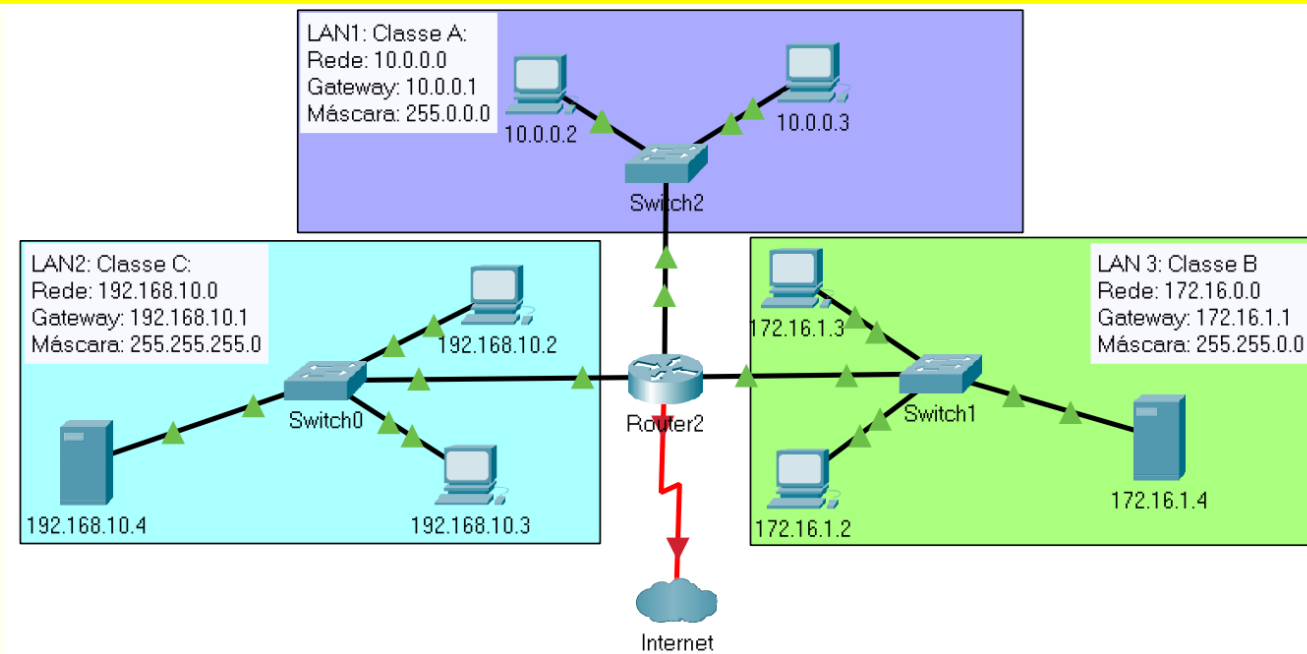 LAN1: Classe A:
Rede: 10.0.0.0
Gateway: 10.0.0.1
Máscara: 255.0.0.0
10.0.0.2
10.0.0.3
Switch2
LAN2: Classe C:
Rede: 192.168.10.0
Gateway: 192.168.10.1
Máscara: 255.255.255.0
192.168.10.2
Switch0
192.168.10.4
192.168.10.3
Router2
LAN 3: Classe B
Rede: 172.16.0.0
Gateway: 172.16.1.1
Máscara: 255.255.0.0
172.16.1.3
Switch1
172.16.1.2
172.16.1.4
Internet